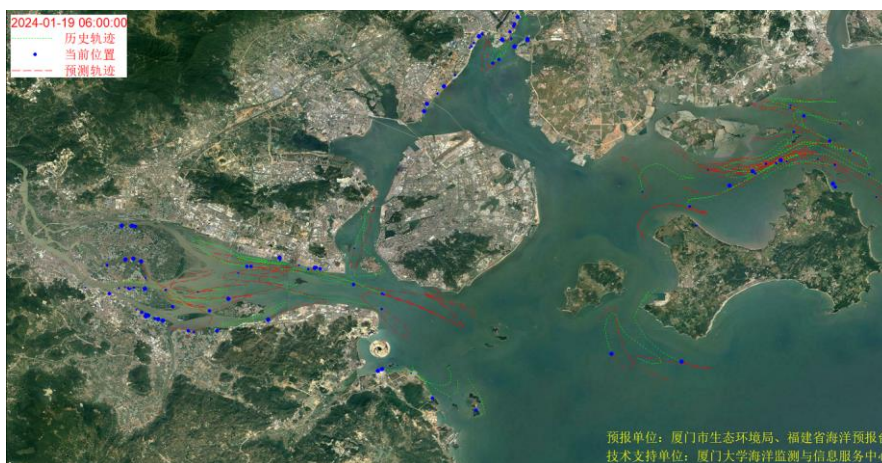 2024-01-19 06:00:00
历史轨迹
当前位置
预测轨迹
预报单位：厦门市生态环境局、福建省海洋预报台
技术支持单位：厦门大学海洋监测与信息服务中心